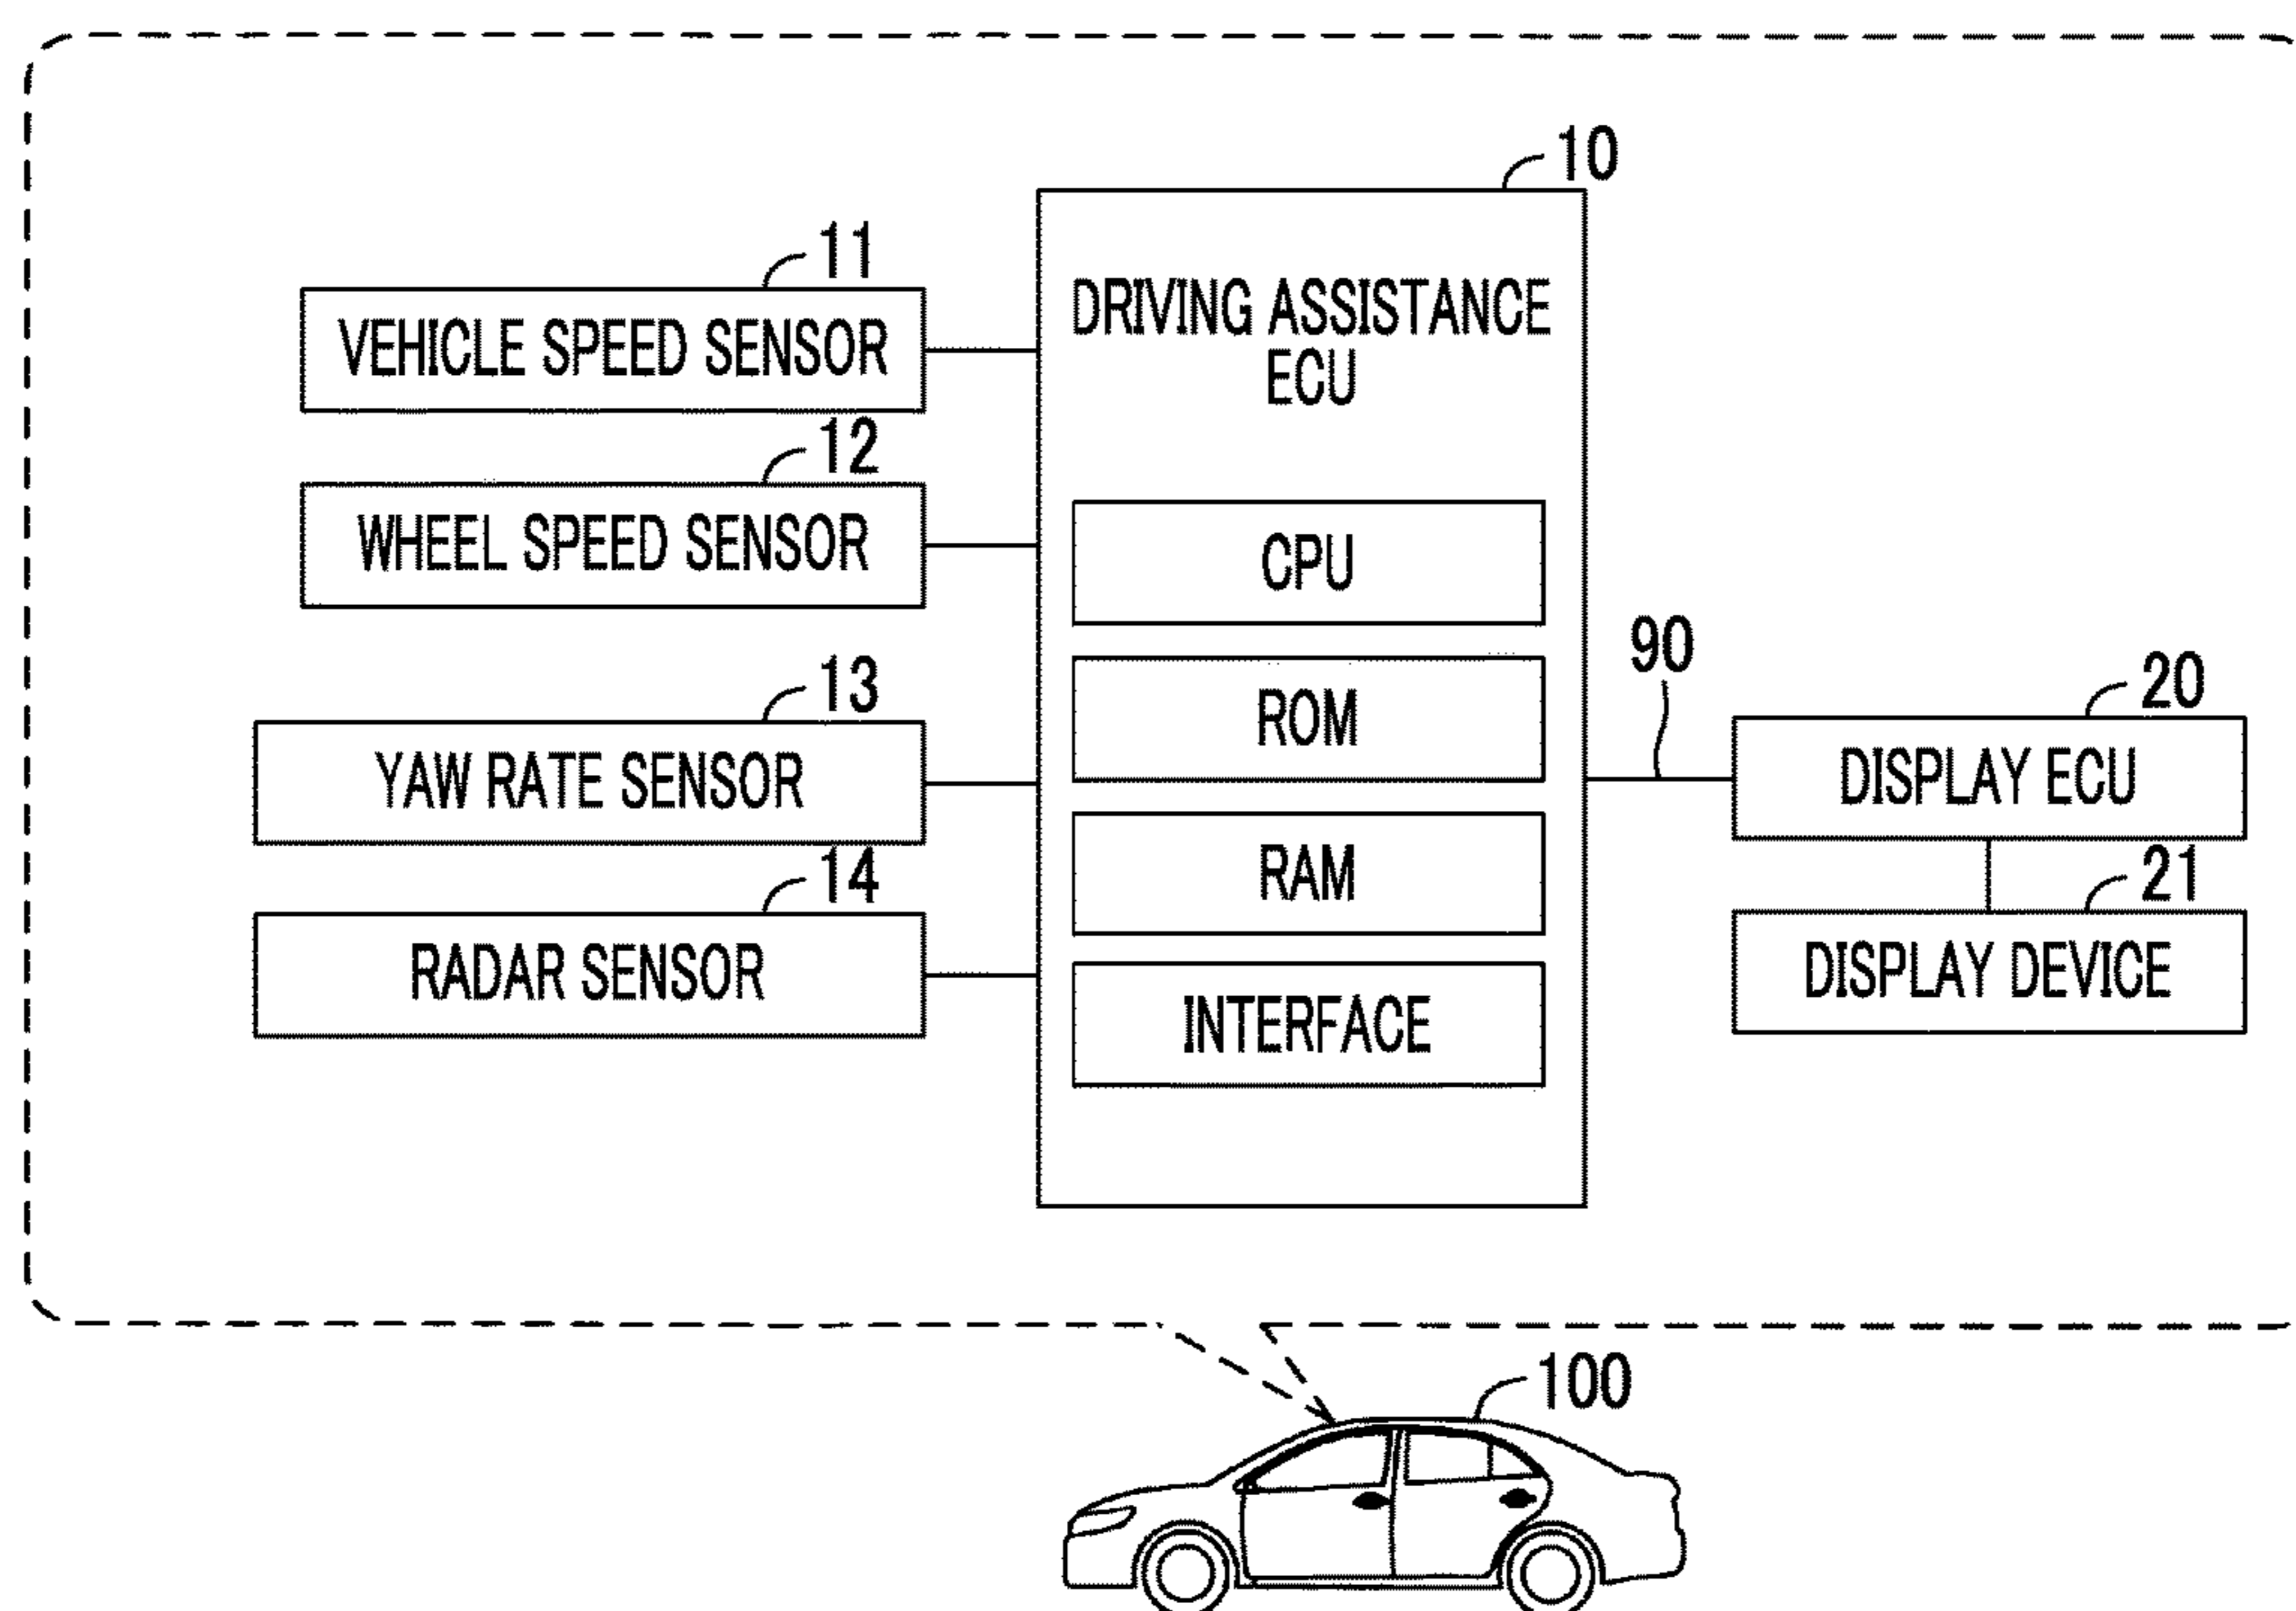 10
11
VEHICLE SPEED SENSOR
12
WHEEL SPEED SENSOR
13
YAW RATE SENSOR
14
RADAR SENSOR
DRIVING ASSISTANCE
ECU
CPU
ROM
RAM
INTERFACE
90
20
DISPLAY ECU
21
DISPLAY DEVICE
100